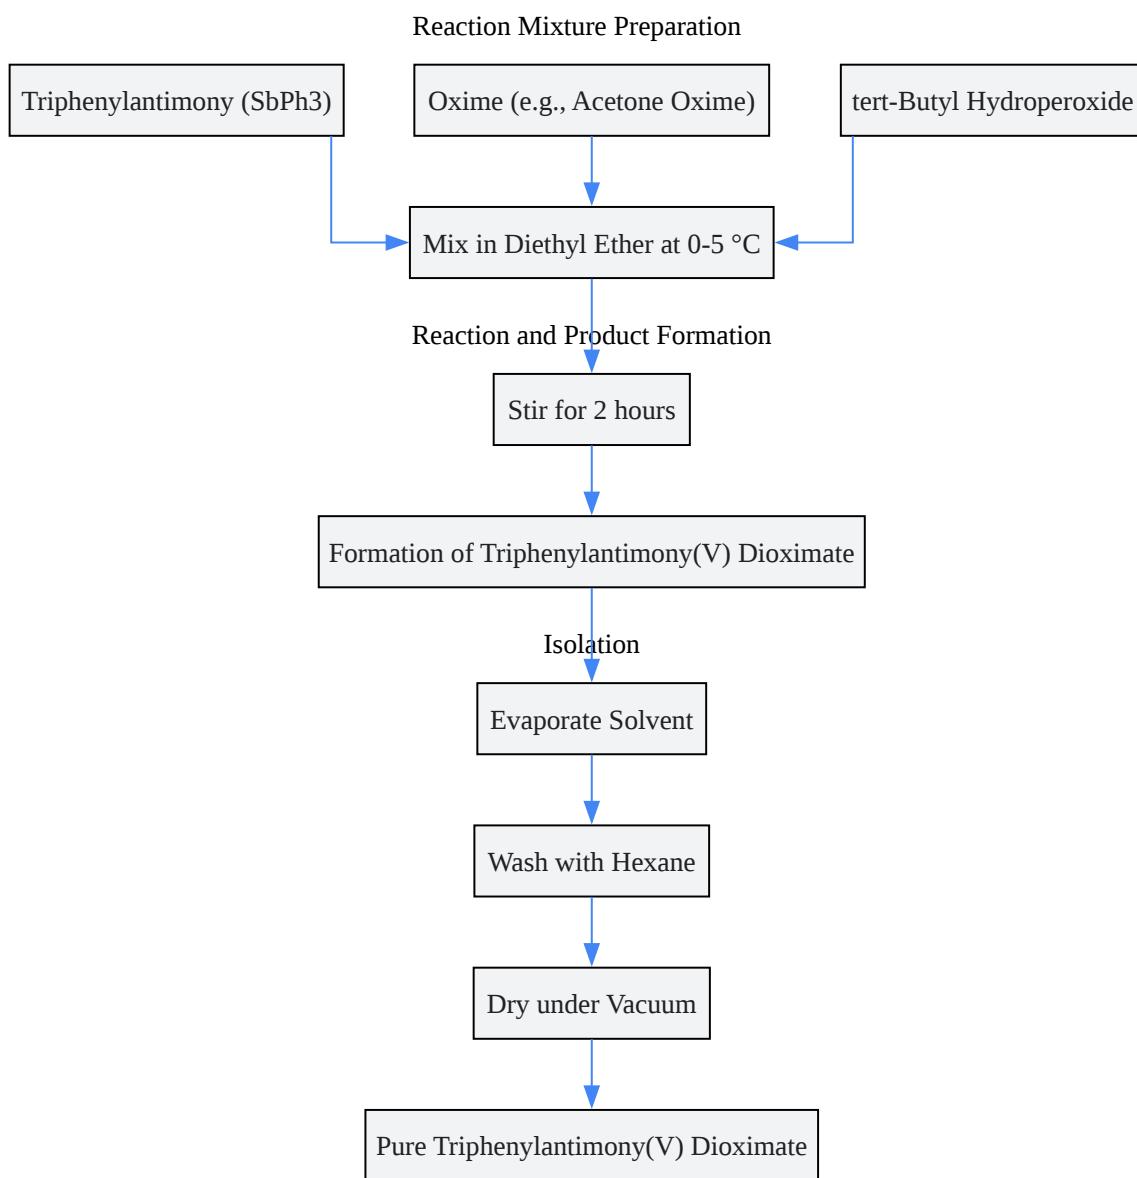 Reaction Mixture Preparation
Triphenylantimony (SbPh3)
Oxime (e.g., Acetone Oxime)
tert-Butyl Hydroperoxide
Mix in Diethyl Ether at 0-5 °C
Reaction and Product Formation
Stir for 2 hours
Formation of Triphenylantimony(V) Dioximate
Isolation
Evaporate Solvent
Wash with Hexane
Dry under Vacuum
Pure Triphenylantimony(V) Dioximate